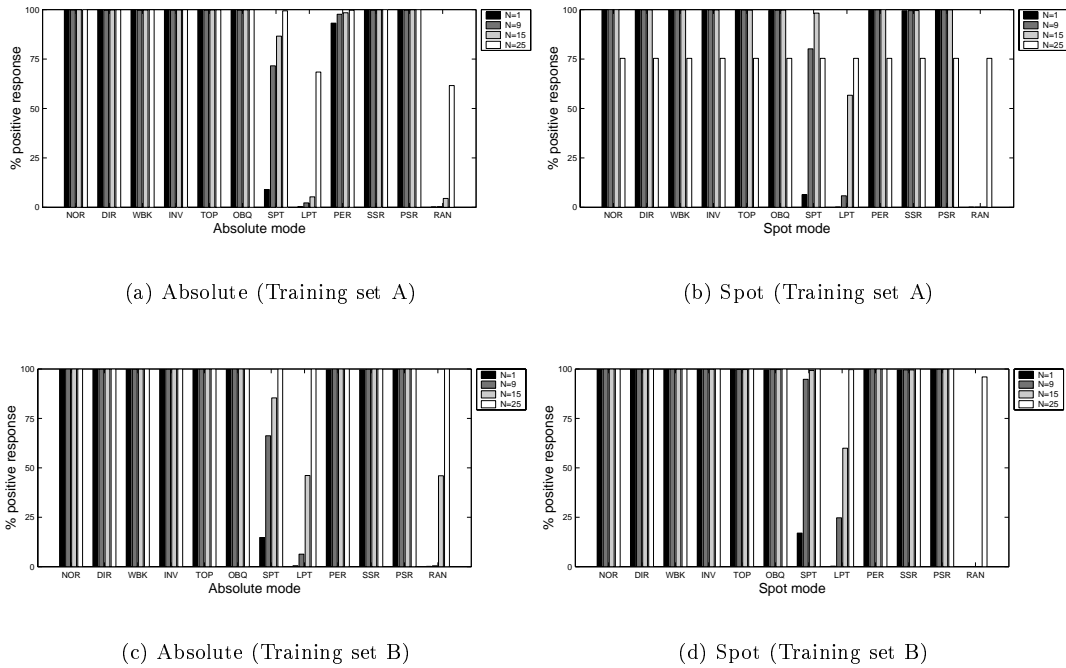 100
75
50
25
0
% positive response
NOR DIR WBK INV TOP OBQ SPT LPT PER SSR PSR RAN
Absolute mode
N=1
N=9
N=15
N=25
(a) Absolute (Training set A)
100
75
50
25
0
% positive response
NOR DIR WBK INV TOP OBQ SPT LPT PER SSR PSR RAN
Spot mode
N=1
N=9
N=15
N=25
(b) Spot (Training set A)
100
75
50
25
0
% positive response
NOR DIR WBK INV TOP OBQ SPT LPT PER SSR PSR RAN
Absolute mode
N=1
N=9
N=15
N=25
(c) Absolute (Training set B)
100
75
50
25
0
% positive response
NOR DIR WBK INV TOP OBQ SPT LPT PER SSR PSR RAN
Spot mode
N=1
N=9
N=15
N=25
(d) Spot (Training set B)